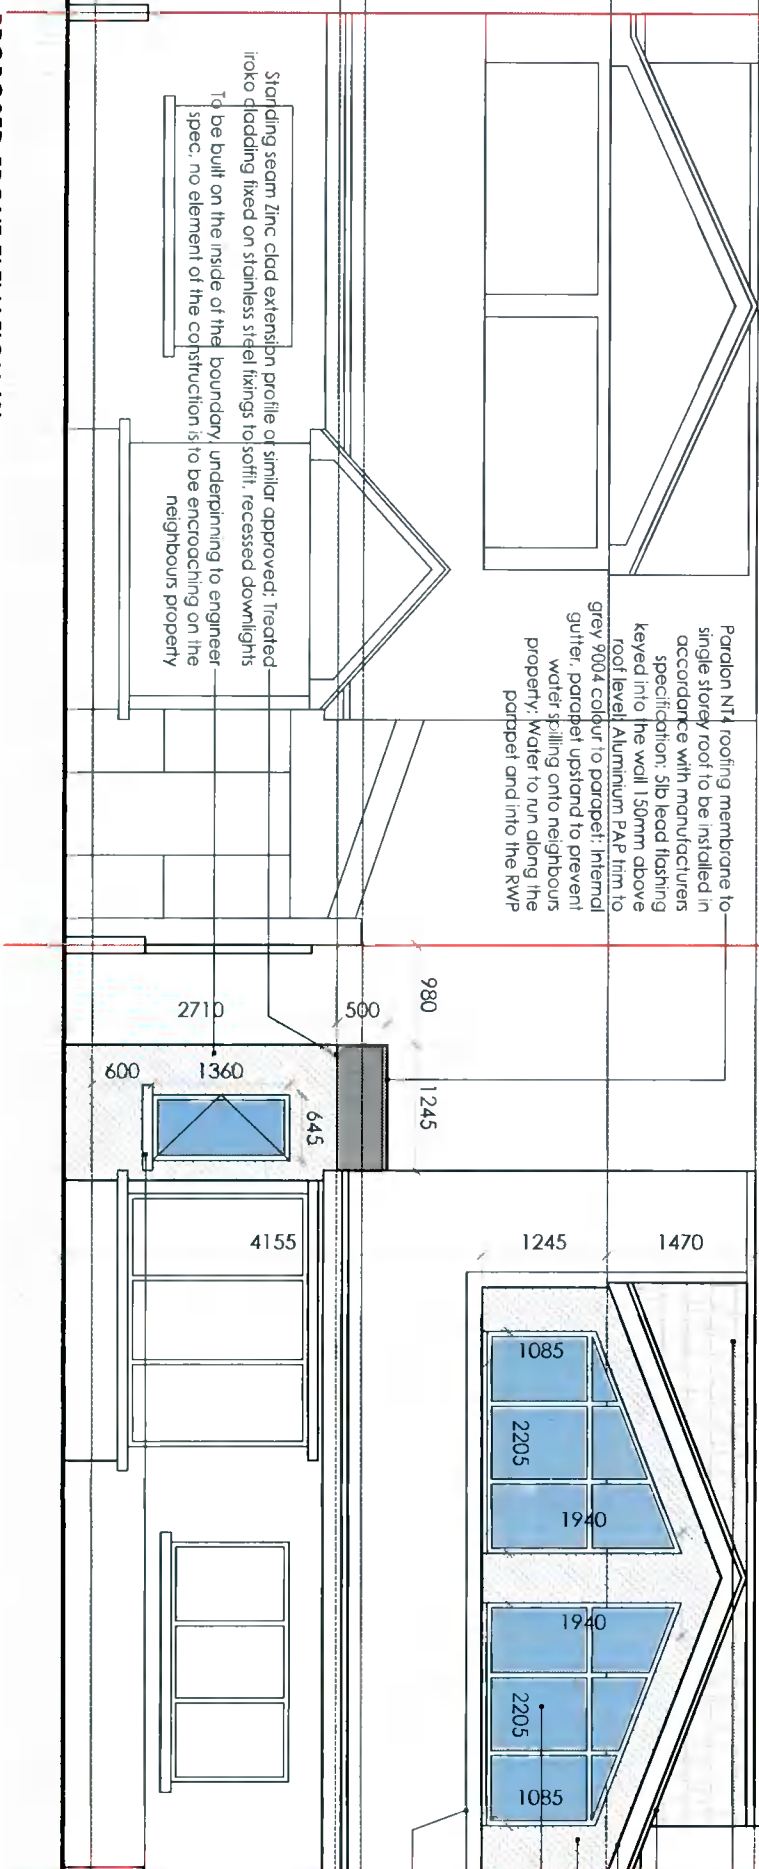 Paralon NT4 roofing membrane to
single storey roof to be installed in
accordance with manufacturers
specification; 5lb lead flashing
keyed into the wall 150mm above
roof level; Aluminium PAP trim to
grey 9004 colour to parapet; Internal
gutter, parapet upstand to prevent
water spilling onto neighbours
property; Water to run along the
parapet and into the RWP
Standing seam Zinc clad extension profile or similar approved; Treated
iroko cladding fixed on stainless steel fixings to soffit, recessed downlights
To be built on the inside of the boundary, underpinning to engineer
spec, no element of the construction is to be encroaching on the
neighbours property
980
1245
500
2710
600
1360
645
4155
1245
1470
1085
2205
1940
1940
2205
1085